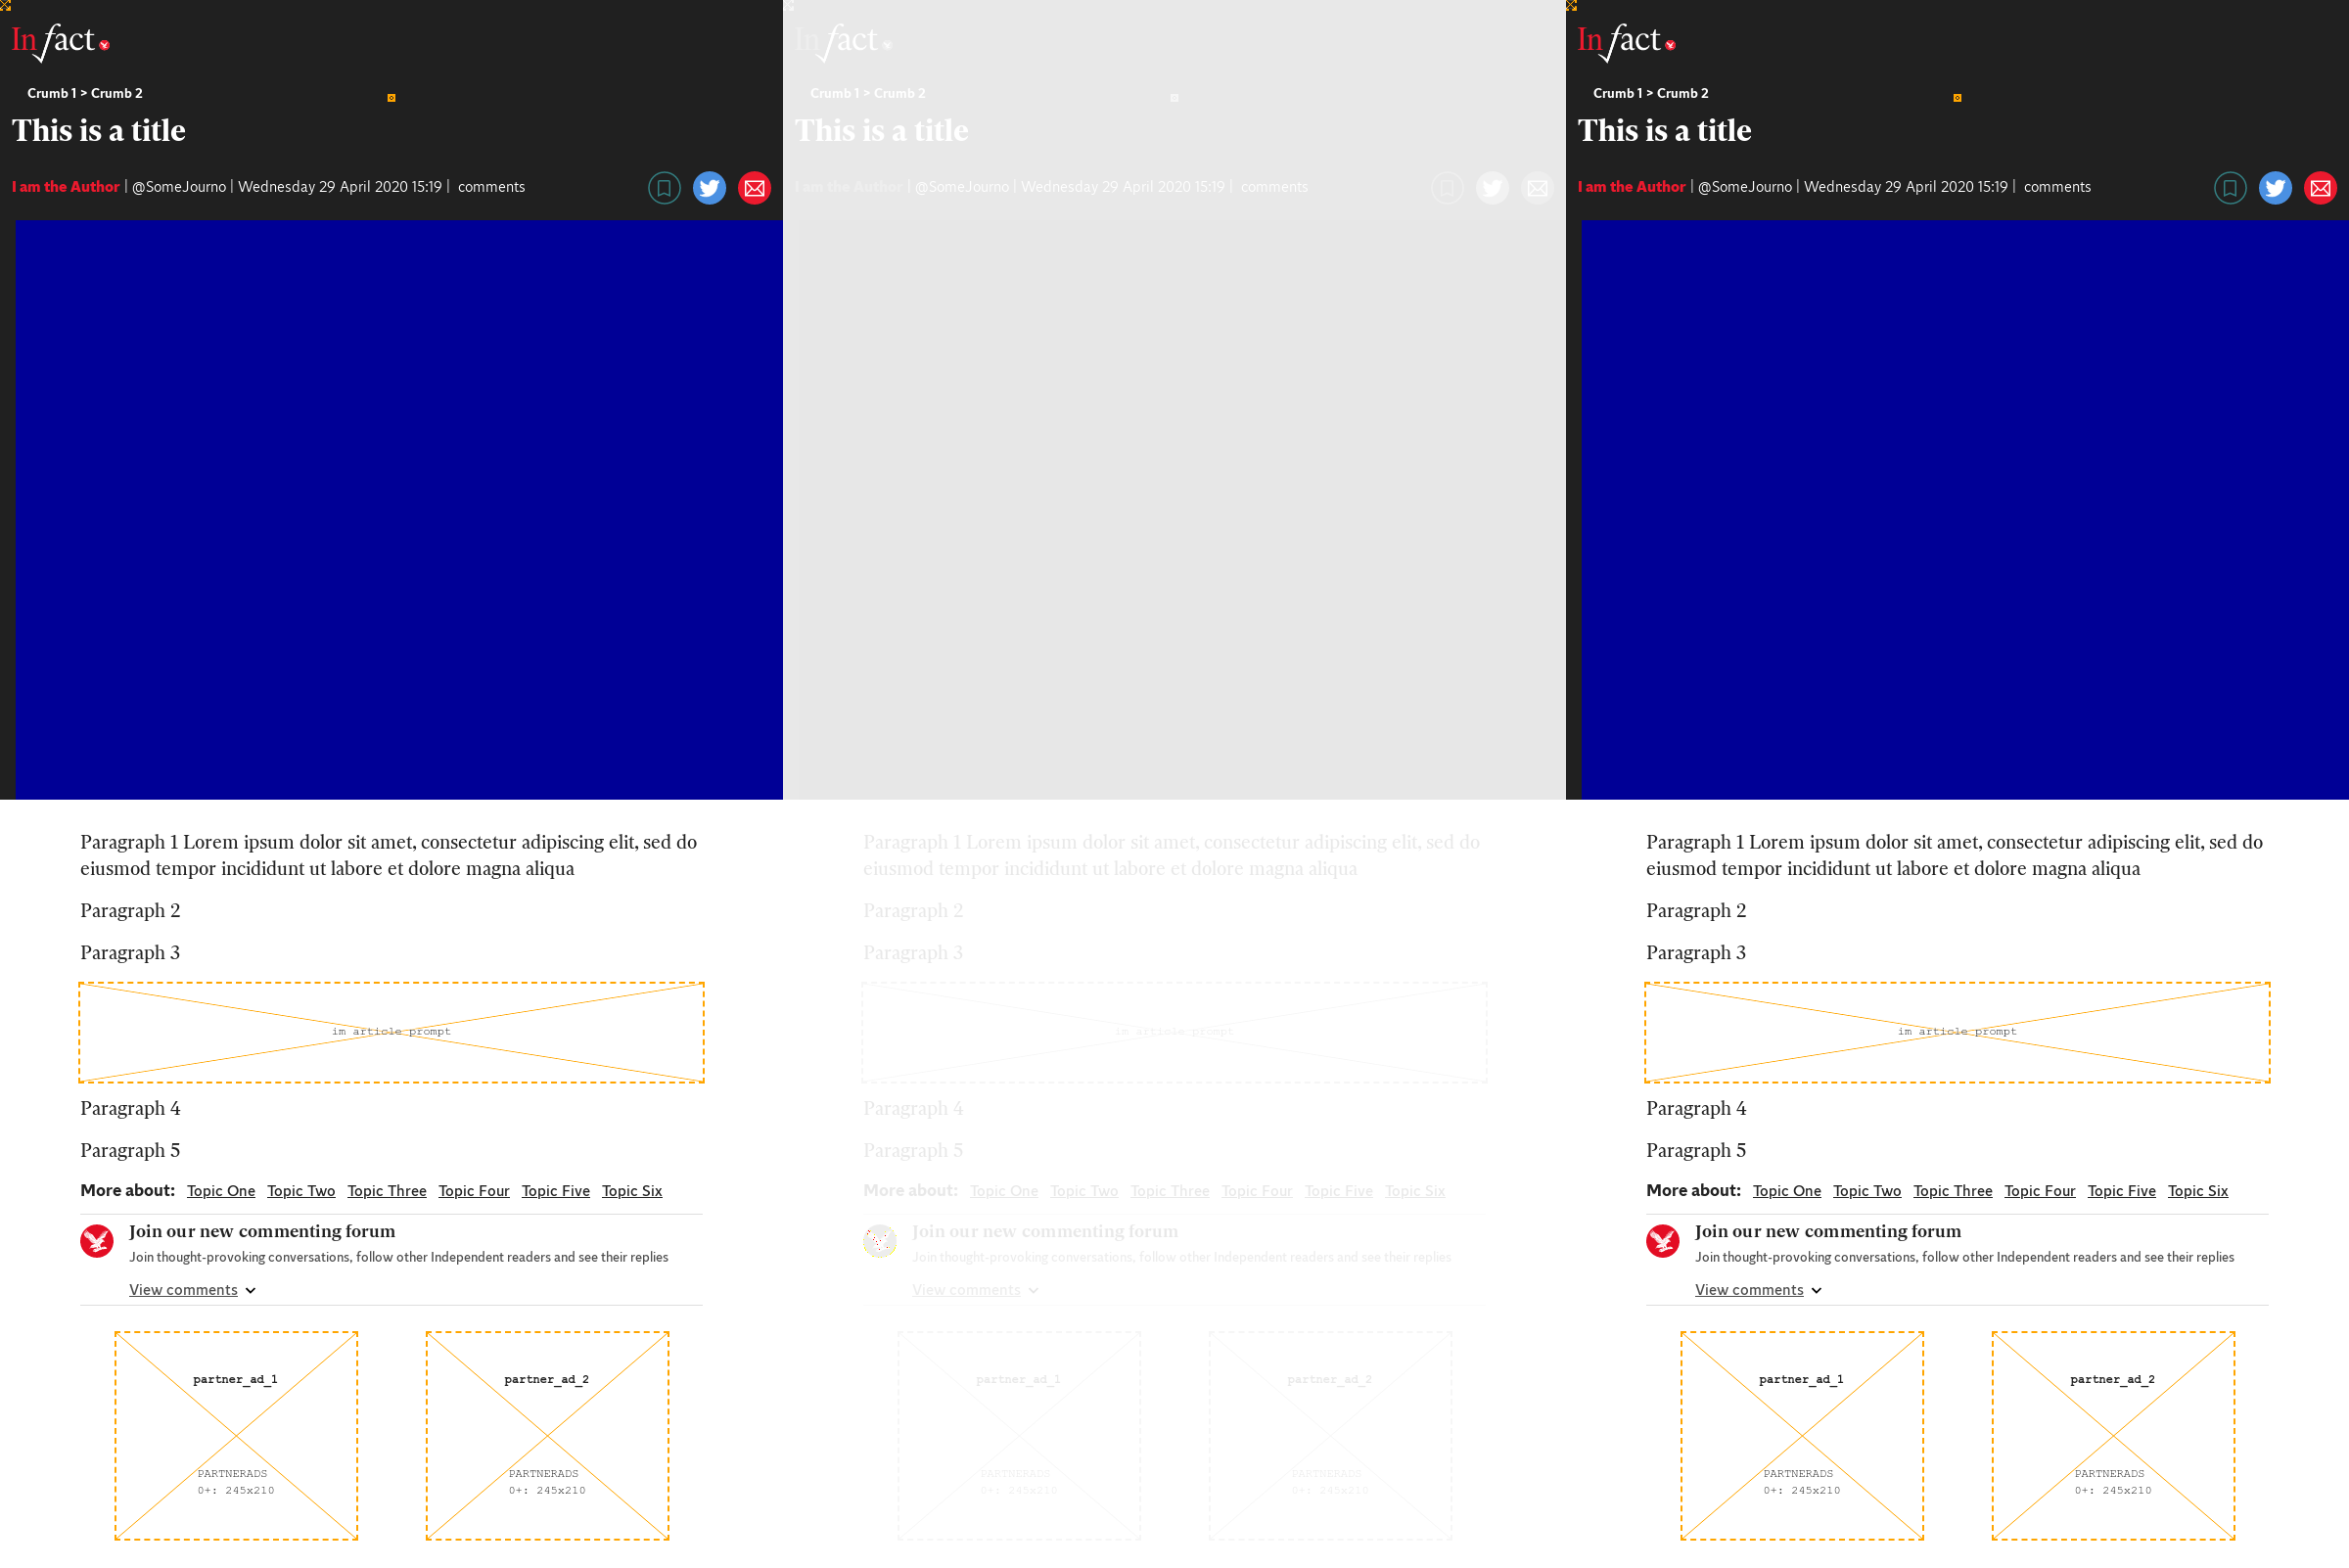 In fact
Crumb 1 > Crumb 2
This is a title
I am the Author | @SomeJourno | Wednesday 29 April 2020 15:19 | comments
Paragraph 1 Lorem ipsum dolor sit amet, consectetur adipiscing elit, sed do
eiusmod tempor incididunt ut labore et dolore magna aliqua
Paragraph 2
Paragraph 3
im article prompt
Paragraph 4
Paragraph 5
More about: Topic One Topic Two Topic Three Topic Four Topic Five Topic Six
Join our new commenting forum
Join thought-provoking conversations, follow other Independent readers and see their replies
View comments
partner_ad_1
PARTNERADS
0+: 245x210
partner_ad_2
PARTNERADS
0+: 245x210
In fact
Crumb 1 > Crumb 2
This is a title
I am the Author | @SomeJourno | Wednesday 29 April 2020 15:19 | comments
Paragraph 1 Lorem ipsum dolor sit amet, consectetur adipiscing elit, sed do
eiusmod tempor incididunt ut labore et dolore magna aliqua
Paragraph 2
Paragraph 3
im article prompt
Paragraph 4
Paragraph 5
More about: Topic One Topic Two Topic Three Topic Four Topic Five Topic Six
Join our new commenting forum
Join thought-provoking conversations, follow other Independent readers and see their replies
View comments
partner_ad_1
PARTNERADS
0+: 245x210
partner_ad_2
PARTNERADS
0+: 245x210
In fact
Crumb 1 > Crumb 2
This is a title
I am the Author | @SomeJourno | Wednesday 29 April 2020 15:19 | comments
Paragraph 1 Lorem ipsum dolor sit amet, consectetur adipiscing elit, sed do
eiusmod tempor incididunt ut labore et dolore magna aliqua
Paragraph 2
Paragraph 3
im article prompt
Paragraph 4
Paragraph 5
More about: Topic One Topic Two Topic Three Topic Four Topic Five Topic Six
Join our new commenting forum
Join thought-provoking conversations, follow other Independent readers and see their replies
View comments
partner_ad_1
PARTNERADS
0+: 245x210
partner_ad_2
PARTNERADS
0+: 245x210